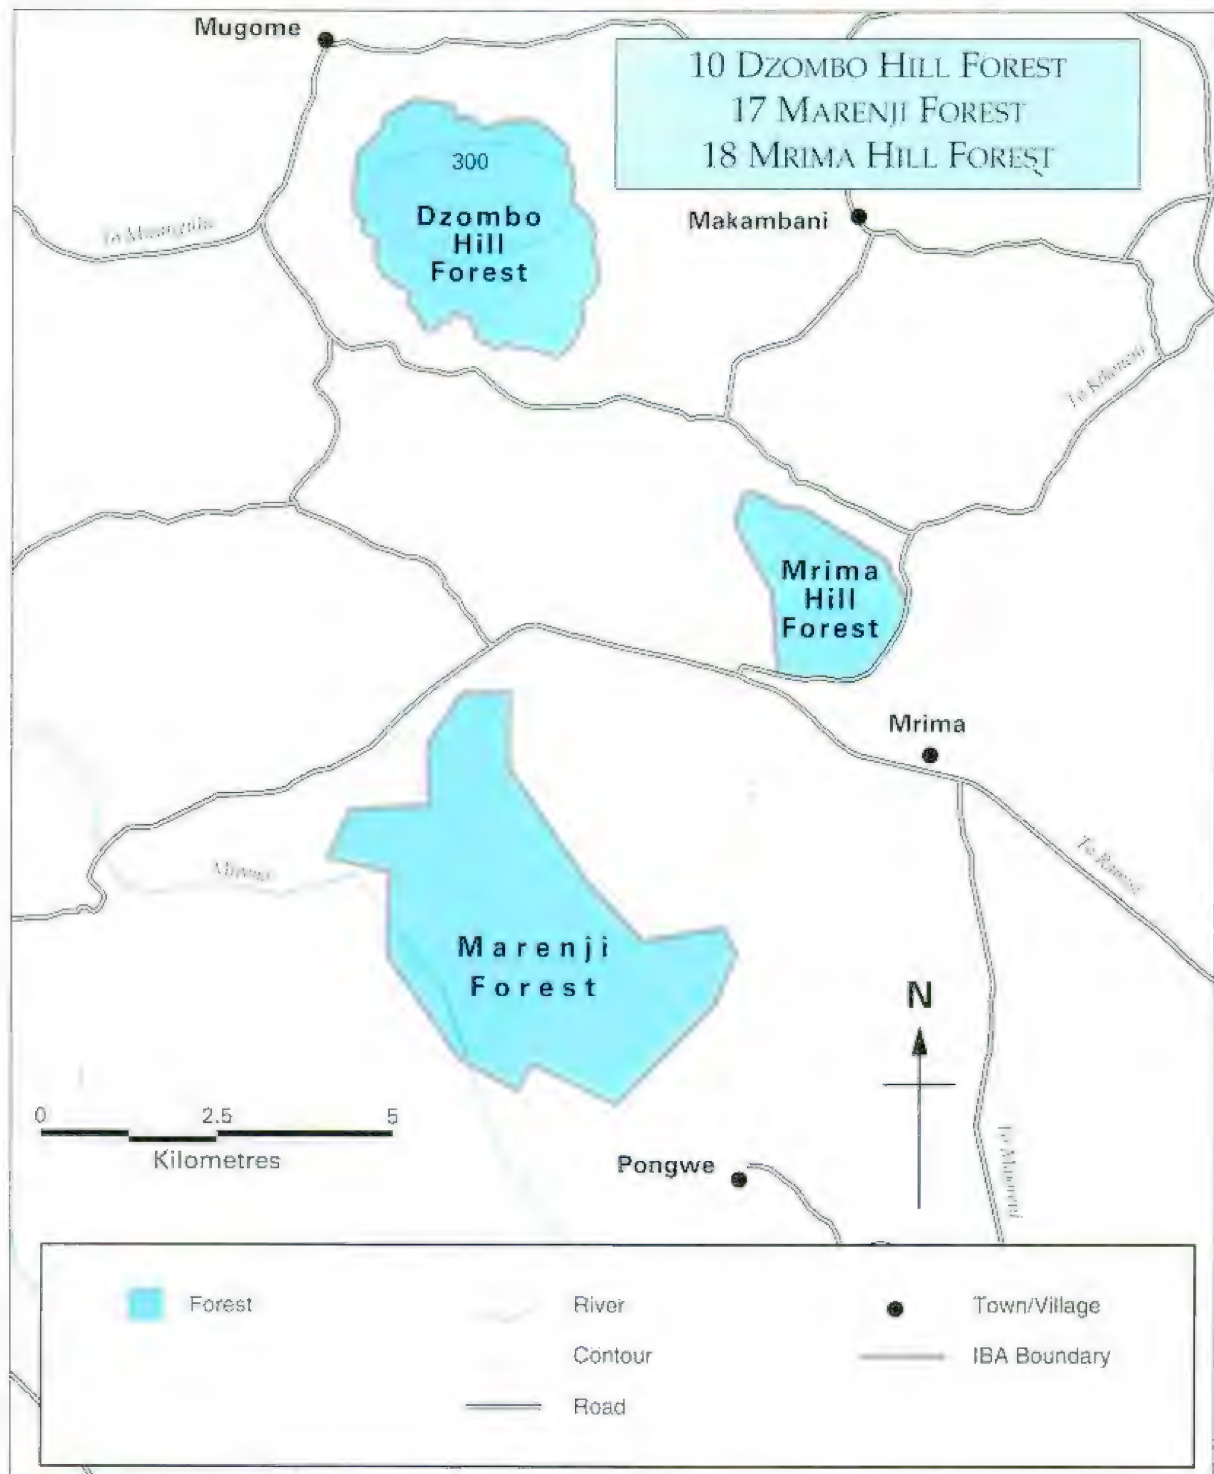 Mugome
10 DZOMBO HILL FOREST
17 MARENJI FOREST
18 MRIMA HILL FOREST
300
Dzombo
Hill
Forest
Makambani
Mrima
Hill
Forest
Mrima
Marenji
Forest
N
0 2.5 5
Kilometres
Pongwe
Forest
River
Contour
Road
Town/Village
IBA Boundary